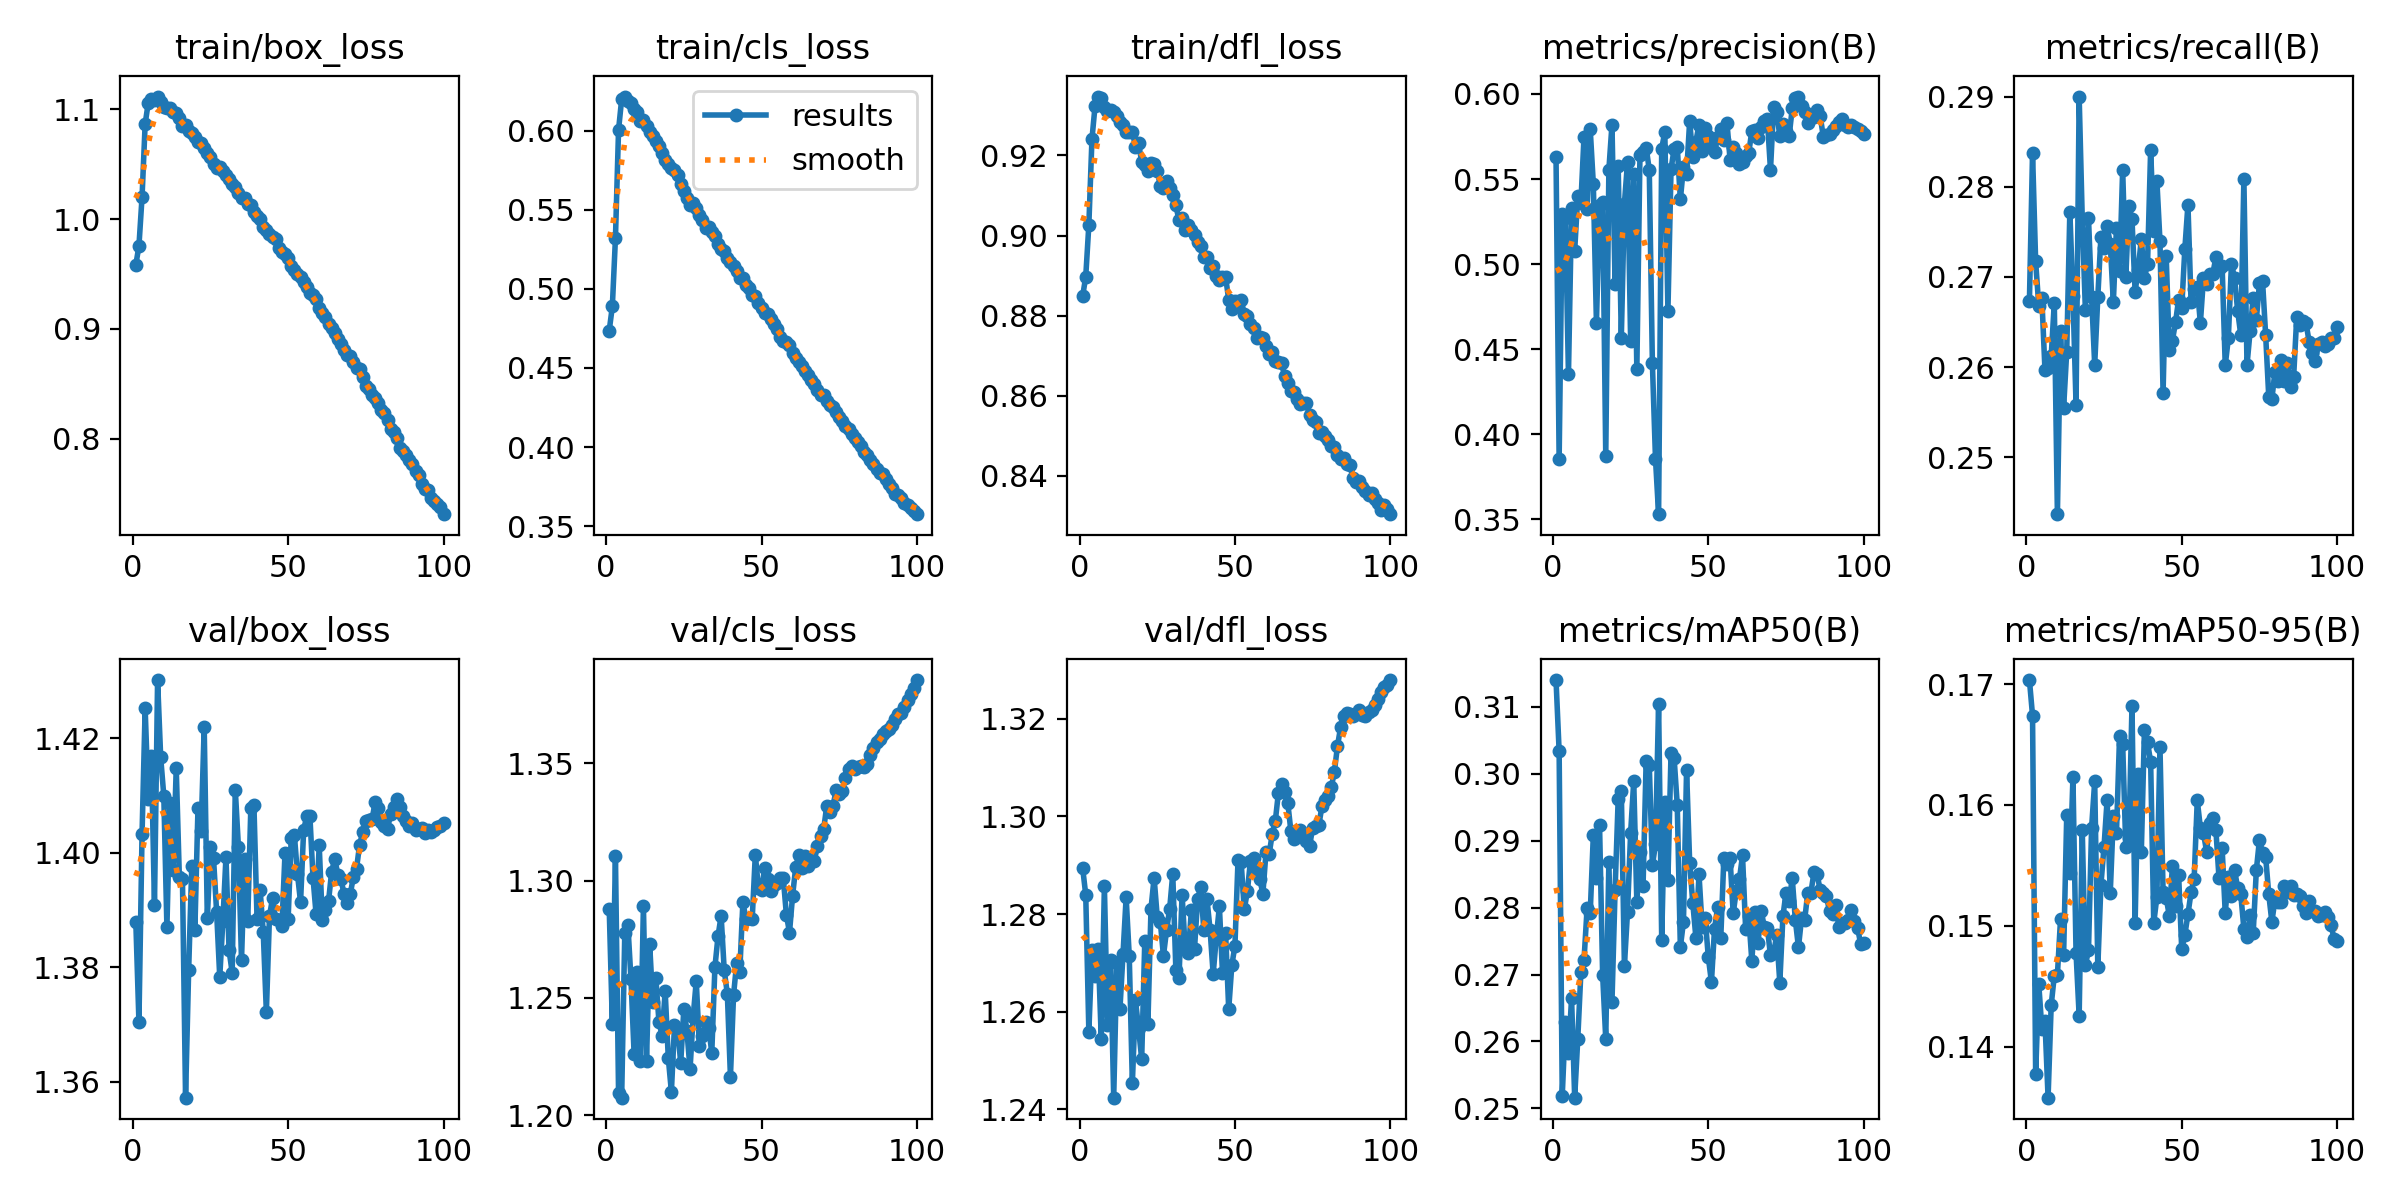 train/box_loss
1.1
1.0
0.9
0.8
0 50 100
train/cls_loss
results
smooth
0.60
0.55
0.50
0.45
0.40
0.35
0 50 100
train/dfl_loss
0.92
0.90
0.88
0.86
0.84
0 50 100
metrics/precision(B)
0.60
0.55
0.50
0.45
0.40
0.35
0 50 100
metrics/recall(B)
0.29
0.28
0.27
0.26
0.25
0 50 100
val/box_loss
1.42
1.40
1.38
1.36
0 50 100
val/cls_loss
1.35
1.30
1.25
1.20
0 50 100
val/dfl_loss
1.32
1.30
1.28
1.26
1.24
0 50 100
metrics/mAP50(B)
0.31
0.30
0.29
0.28
0.27
0.26
0.25
0 50 100
metrics/mAP50-95(B)
0.17
0.16
0.15
0.14
0 50 100